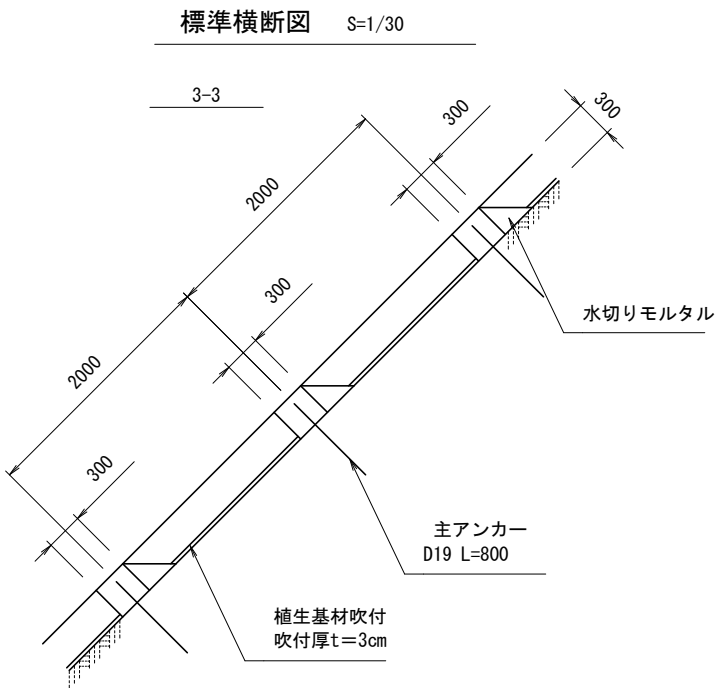 標準横断図 S=1/30
3-3
300
300
2000
300
水切りモルタル
2000
300
主アンカー
D19 L=800
植生基材吹付
吹付厚t=3cm